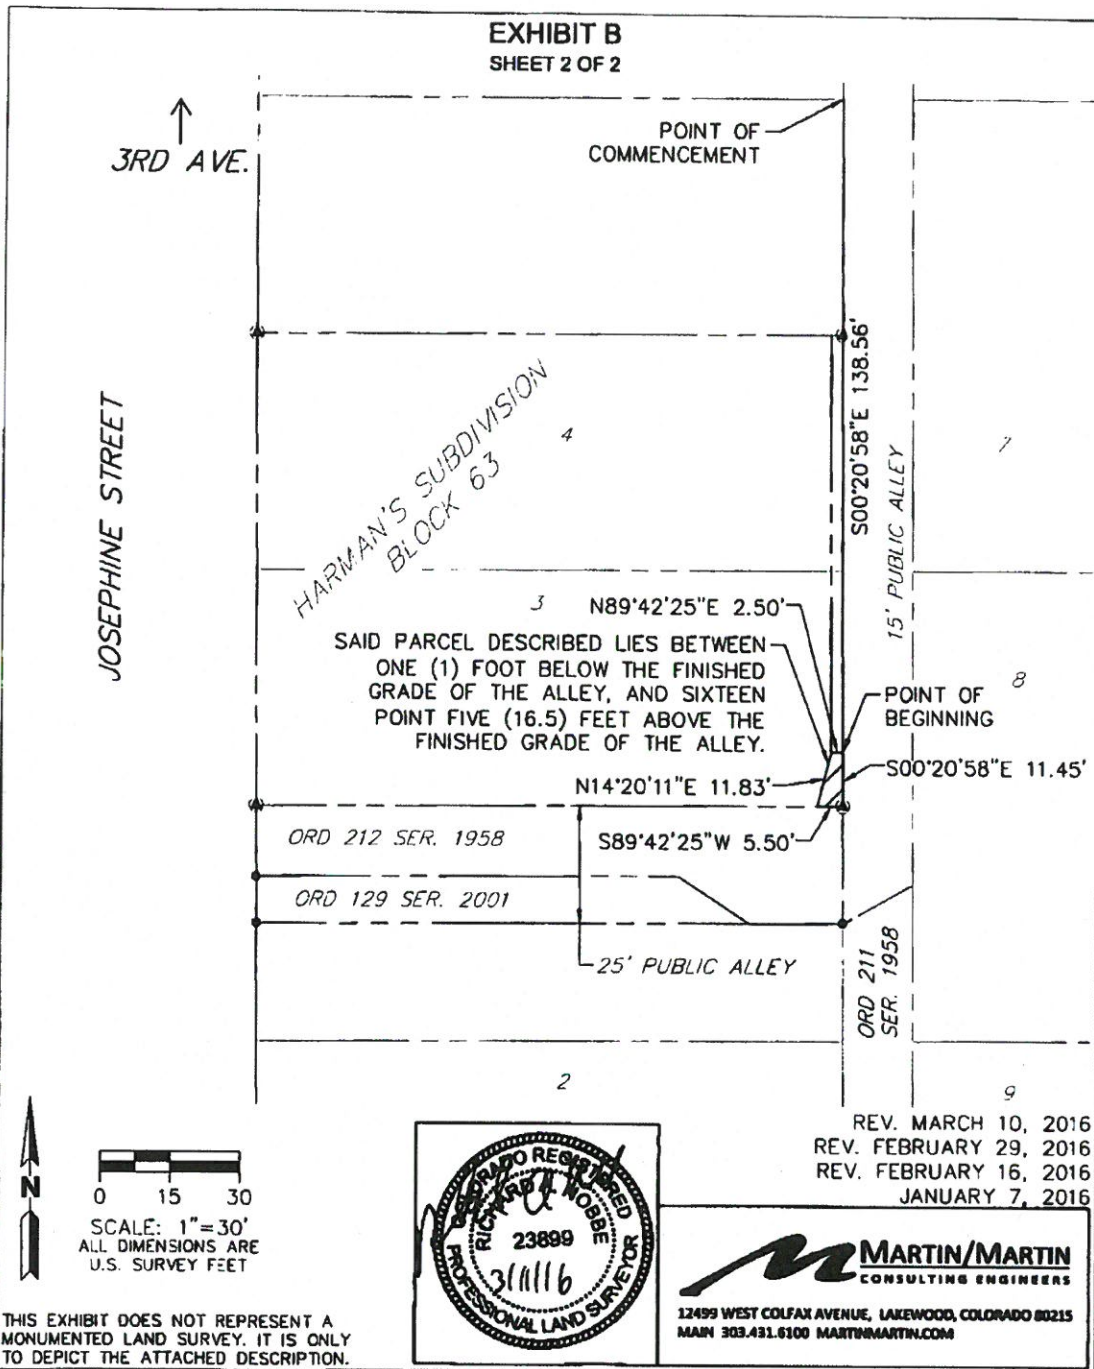 EXHIBIT B
SHEET 2 OF 2
3RD AVE.
POINT OF
COMMENCEMENT
JOSEPHINE STREET
HARMAN'S SUBDIVISION
BLOCK 63
4
S00°20'58"E 138.56'
15' PUBLIC ALLEY
7
3
N89°42'25"E 2.50'
SAID PARCEL DESCRIBED LIES BETWEEN
ONE (1) FOOT BELOW THE FINISHED
GRADE OF THE ALLEY, AND SIXTEEN
POINT FIVE (16.5) FEET ABOVE THE
FINISHED GRADE OF THE ALLEY.
8
POINT OF
BEGINNING
S00°20'58"E 11.45'
N14°20'11"E 11.83'
S89°42'25"W 5.50'
ORD 212 SER. 1958
ORD 129 SER. 2001
25' PUBLIC ALLEY
ORD 211
SER. 1958
2
9
N
0 15 30
SCALE: 1"=30'
ALL DIMENSIONS ARE
U.S. SURVEY FEET
THIS EXHIBIT DOES NOT REPRESENT A
MONUMENTED LAND SURVEY. IT IS ONLY
TO DEPICT THE ATTACHED DESCRIPTION.
COLORADO REGISTERED
RICHARD A. NOBBE
23899
3/11/16
PROFESSIONAL LAND SURVEYOR
REV. MARCH 10, 2016
REV. FEBRUARY 29, 2016
REV. FEBRUARY 16, 2016
JANUARY 7, 2016
MARTIN/MARTIN
CONSULTING ENGINEERS
12499 WEST COLFAX AVENUE, LAKEWOOD, COLORADO 80215
MAIN 303.431.6100 MARTINMARTIN.COM